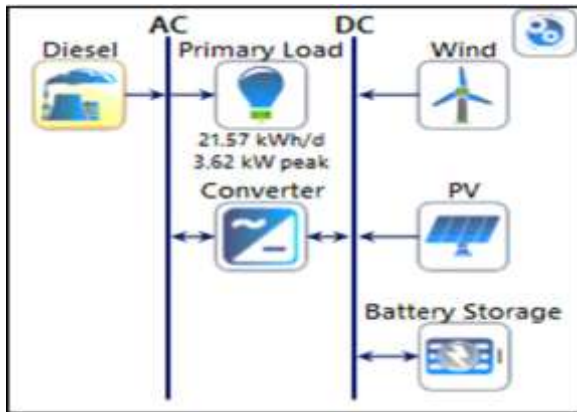 AC DC
Diesel Primary Load Wind
21.57 kWh/d
3.62 kW peak
Converter PV
Battery Storage